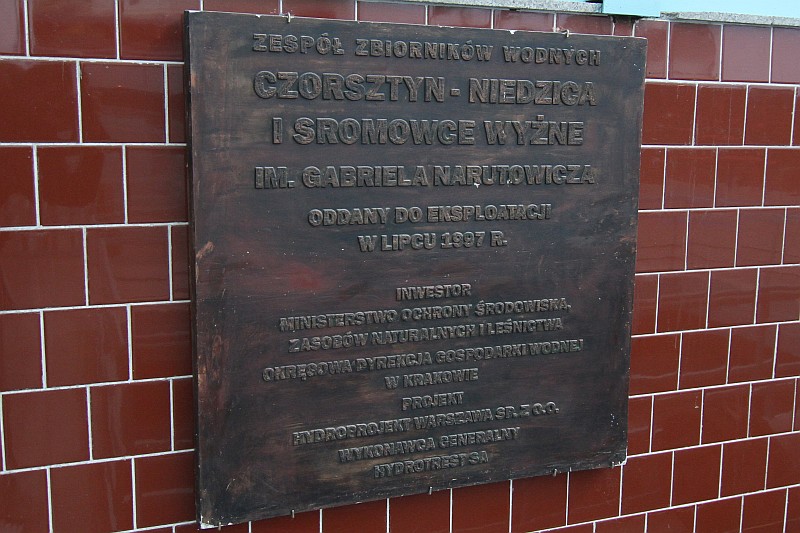 ZESPÓŁ ZBIORNIKÓW WODNYCH
CZORSZTYN - NIEDZICA
I SROMOWCE WYŻNE
IM. GABRIELA NARUTOWICZA
ODDANY DO EKSPLOATACJI
W LIPCU 1997 R.
INWESTOR
MINISTERSTWO OCHRONY ŚRODOWISKA,
ZASOBÓW NATURALNYCH I LEŚNICTWA
OKRĘGOWA DYREKCJA GOSPODARKI WODNEJ
W KRAKOWIE
PROJEKT
HYDROPROJEKT WARSZAWA SP. Z O.O.
WYKONAWCA GENERALNY
HYDROTREST SA